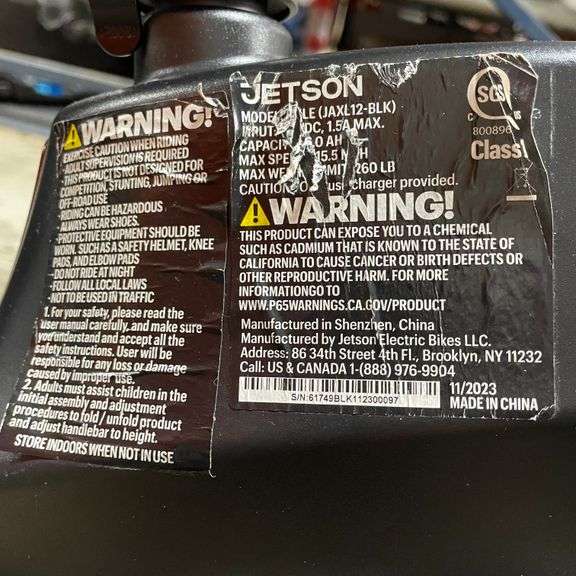 WARNING!
EXERCISE CAUTION WHEN RIDING
ADULT SUPERVISION IS REQUIRED
THIS PRODUCT IS NOT DESIGNED FOR
COMPETITION, STUNTING, JUMPING OR
OFF-ROAD USE
-RIDING CAN BE HAZARDOUS
-ALWAYS WEAR SHOES.
-PROTECTIVE EQUIPMENT SHOULD BE
WORN, SUCH AS A SAFETY HELMET, KNEE
PADS, AND ELBOW PADS
-DO NOT RIDE AT NIGHT
-FOLLOW ALL LOCAL LAWS
-NOT TO BE USED IN TRAFFIC
1. For your safety, please read the
user manual carefully, and make sure
you understand and accept all the
safety instructions. User will be
responsible for any loss or damage
caused by improper use.
2. Adults must assist children in the
initial assembly and adjustment
procedures to fold / unfold product
and adjust handlebar to height.
STORE INDOORS WHEN NOT IN USE
JETSON
LE (JAXL12-BLK)
DC, 1.5A MAX.
0 AH
MAX 5.5
MAX 260 LB
charger provided.
SGS
C US
800896
Class1
WARNING!
THIS PRODUCT CAN EXPOSE YOU TO A CHEMICAL
SUCH AS CADMIUM THAT IS KNOWN TO THE STATE OF
CALIFORNIA TO CAUSE CANCER OR BIRTH DEFECTS OR
OTHER REPRODUCTIVE HARM. FOR MORE
INFORMATIONGO TO
WWW.P65WARNINGS.CA.GOV/PRODUCT
Manufactured in Shenzhen, China
Manufactured by Jetson Electric Bikes LLC.
Address: 86 34th Street 4th Fl., Brooklyn, NY 11232
Call: US & CANADA 1-(888) 976-9904
S/N:61749BLK112300097
11/2023
MADE IN CHINA